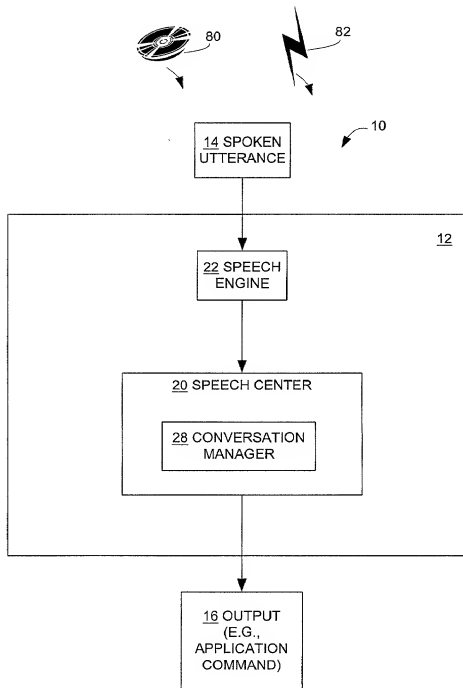 80
82
10
14 SPOKEN
UTTERANCE
12
22 SPEECH
ENGINE
20 SPEECH CENTER
28 CONVERSATION
MANAGER
16 OUTPUT
(E.G.,
APPLICATION
COMMAND)